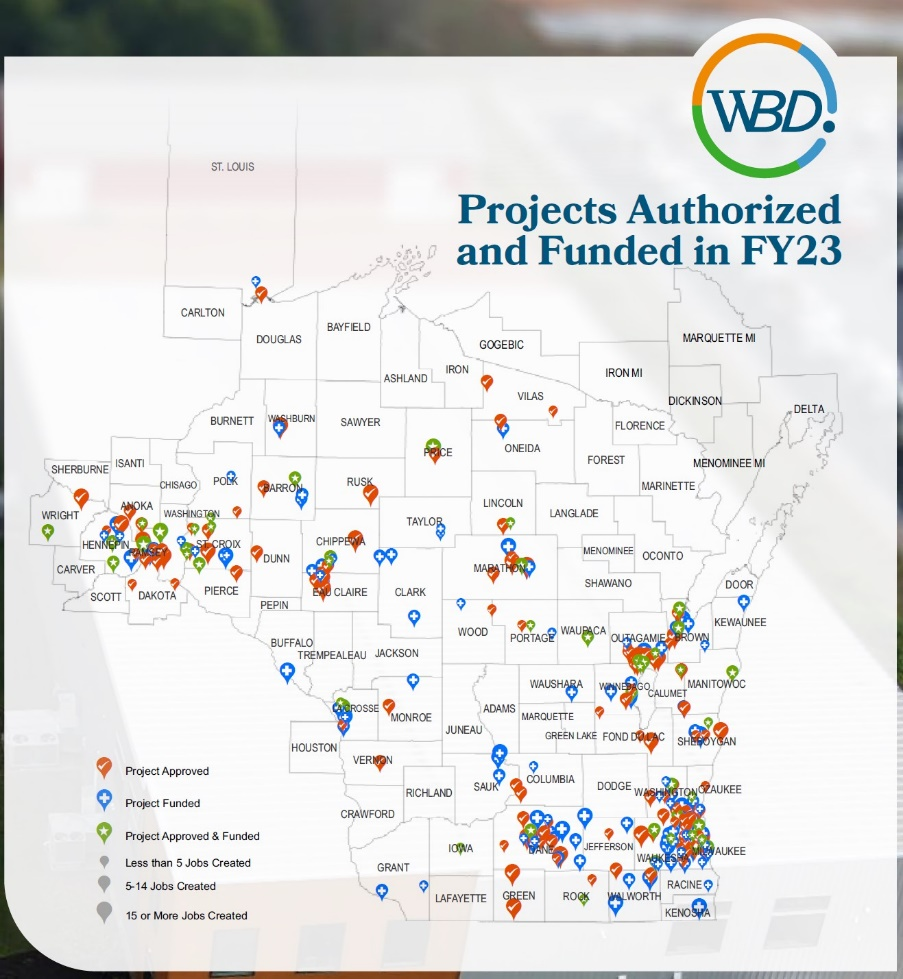 WBD.
Projects Authorized
and Funded in FY23
ST. LOUIS
CARLTON
DOUGLAS
BAYFIELD
ASHLAND
IRON
GOGEBIC
MARQUETTE MI
IRON MI
DICKINSON
DELTA
VILAS
FLORENCE
BURNETT
WASHBURN
SAWYER
PRICE
ONEIDA
FOREST
MENOMINEE MI
MARINETTE
SHERBURNE
ISANTI
CHISAGO
POLK
BARRON
RUSK
LINCOLN
LANGLADE
WRIGHT
ANOKA
WASHINGTON
TAYLOR
HENNEPIN
RAMSEY
ST. CROIX
DUNN
CHIPPEWA
MARATHON
MENOMINEE
OCONTO
CARVER
SHAWANO
DOOR
SCOTT
DAKOTA
PIERCE
PEPIN
EAU CLAIRE
CLARK
KEWAUNEE
WOOD
PORTAGE
WAUPACA
OUTAGAMIE
BROWN
BUFFALO
TREMPEALEAU
JACKSON
WAUSHARA
WINNEBAGO
CALUMET
MANITOWOC
LA CROSSE
MONROE
ADAMS
MARQUETTE
JUNEAU
GREEN LAKE
FOND DU LAC
SHEBOYGAN
HOUSTON
VERNON
SAUK
COLUMBIA
DODGE
WASHINGTON
OZAUKEE
RICHLAND
CRAWFORD
IOWA
DANE
JEFFERSON
WAUKESHA
MILWAUKEE
GRANT
LAFAYETTE
GREEN
ROCK
WALWORTH
RACINE
KENOSHA
Project Approved
Project Funded
Project Approved & Funded
Less than 5 Jobs Created
5-14 Jobs Created
15 or More Jobs Created